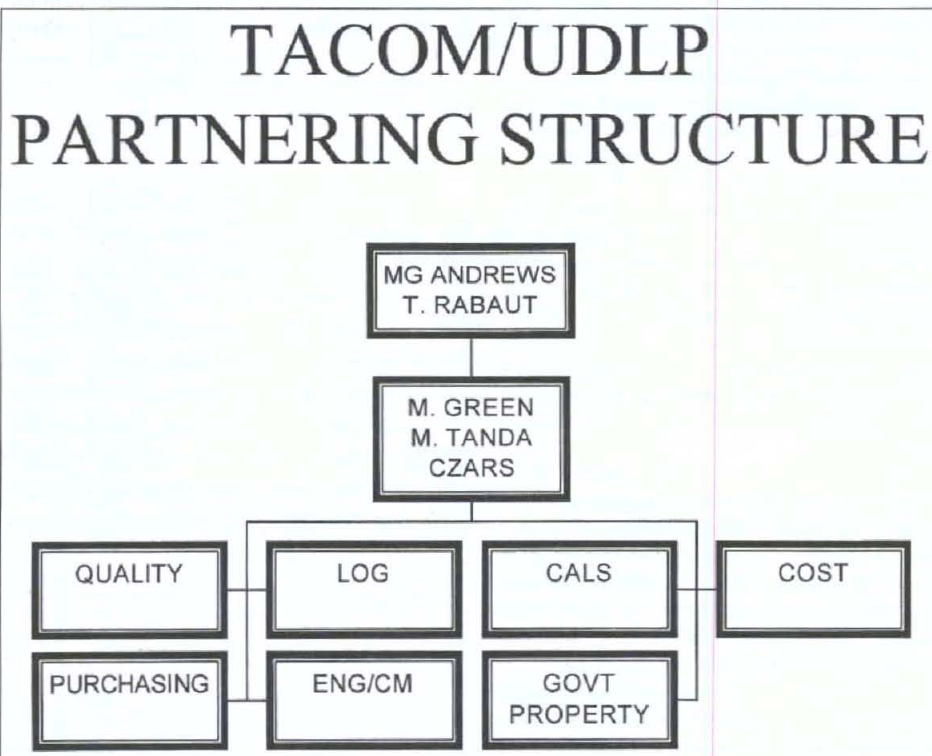 TACOM/UDLP
PARTNERING STRUCTURE
MG ANDREWS
T. RABAUT
M. GREEN
M. TANDA
CZARS
QUALITY
LOG
CALS
COST
PURCHASING
ENG/CM
GOVT
PROPERTY